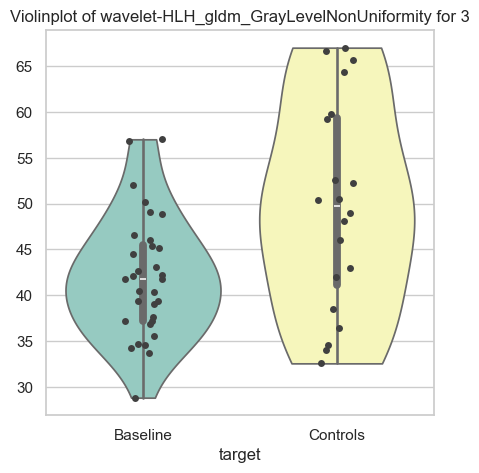 Violinplot of wavelet-HLH_gldm_GrayLevelNonUniformity for 3
65
60
55
50
45
40
35
30
Baseline Controls
target